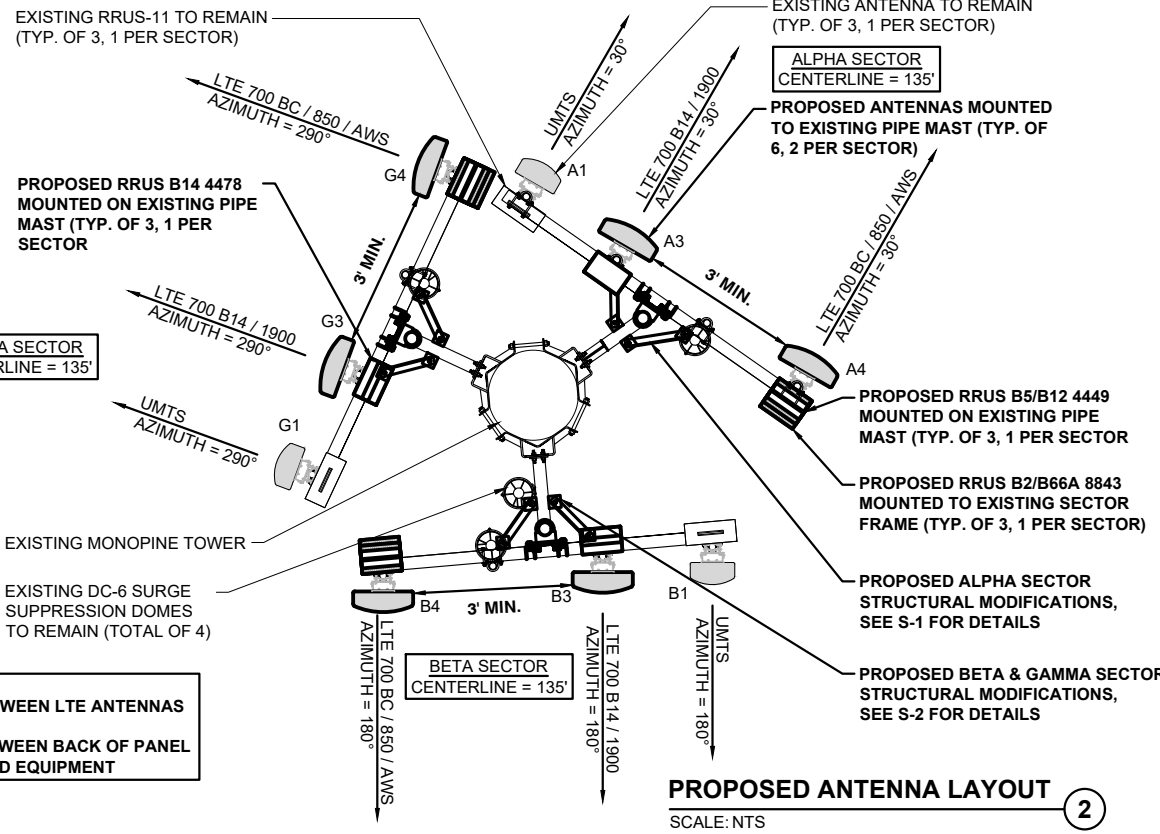 EXISTING RRUS-11 TO REMAIN
(TYP. OF 3, 1 PER SECTOR)
EXISTING ANTENNA TO REMAIN
(TYP. OF 3, 1 PER SECTOR)
ALPHA SECTOR
CENTERLINE = 135'
PROPOSED ANTENNAS MOUNTED
TO EXISTING PIPE MAST (TYP. OF
6, 2 PER SECTOR)
LTE 700 BC / 850 / AWS
AZIMUTH = 290°
UMTS
AZIMUTH = 30°
LTE 700 B14 / 1900
AZIMUTH = 30°
LTE 700 BC / 850 / AWS
AZIMUTH = 30°
G4
A1
A3
A4
3' MIN.
3' MIN.
PROPOSED RRUS B14 4478
MOUNTED ON EXISTING PIPE
MAST (TYP. OF 3, 1 PER
SECTOR
LTE 700 B14 / 1900
AZIMUTH = 290°
G3
A SECTOR
RLINE = 135'
UMTS
AZIMUTH = 290°
G1
PROPOSED RRUS B5/B12 4449
MOUNTED ON EXISTING PIPE
MAST (TYP. OF 3, 1 PER SECTOR
PROPOSED RRUS B2/B66A 8843
MOUNTED TO EXISTING SECTOR
FRAME (TYP. OF 3, 1 PER SECTOR)
EXISTING MONOPINE TOWER
EXISTING DC-6 SURGE
SUPPRESSION DOMES
TO REMAIN (TOTAL OF 4)
B4
3' MIN.
B3
B1
PROPOSED ALPHA SECTOR
STRUCTURAL MODIFICATIONS,
SEE S-1 FOR DETAILS
PROPOSED BETA & GAMMA SECTOR
STRUCTURAL MODIFICATIONS,
SEE S-2 FOR DETAILS
LTE 700 BC / 850 / AWS
AZIMUTH = 180°
BETA SECTOR
CENTERLINE = 135'
LTE 700 B14 / 1900
AZIMUTH = 180°
UMTS
AZIMUTH = 180°
WEEN LTE ANTENNAS
WEEN BACK OF PANEL
D EQUIPMENT
PROPOSED ANTENNA LAYOUT
2
SCALE: NTS